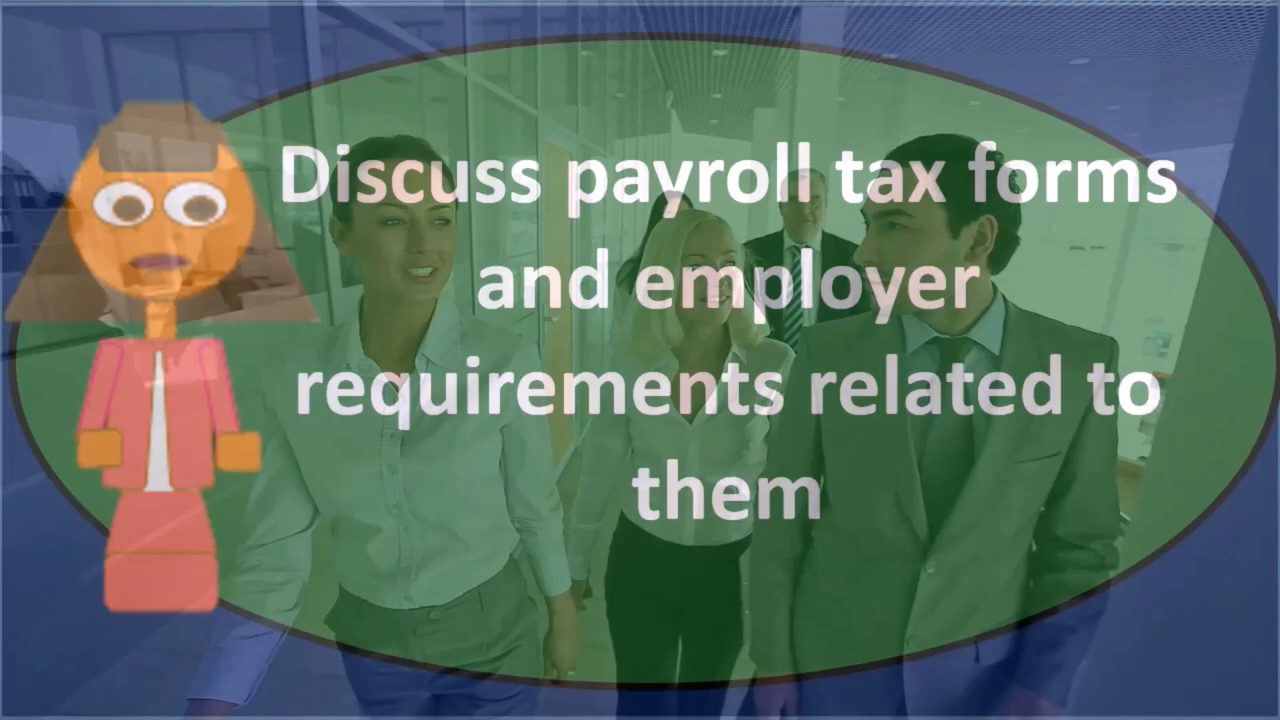 Discuss payroll tax forms
and employer
requirements related to
them